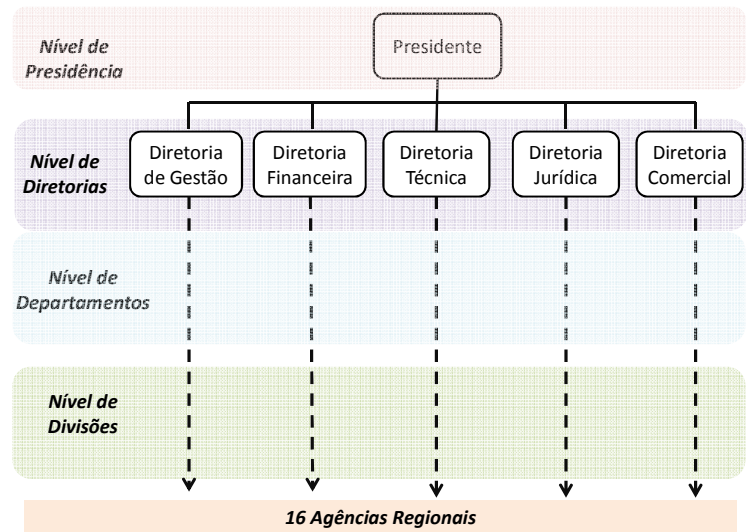 Nível de
Presidência
Presidente
Nível de
Diretorias
Diretoria
de Gestão
Diretoria
Financeira
Diretoria
Técnica
Diretoria
Jurídica
Diretoria
Comercial
Nível de
Departamentos
Nível de
Divisões
16 Agências Regionais